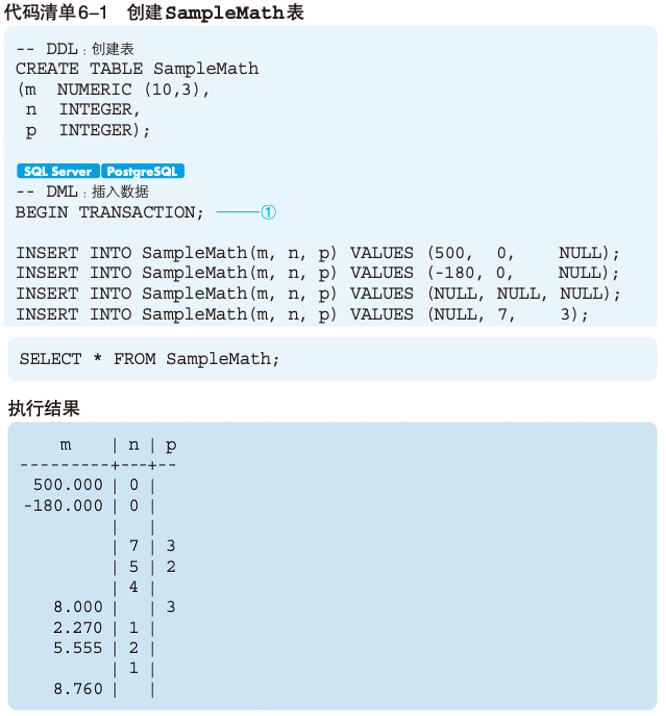 代码清单6-1　创建SampleMath表
-- DDL：创建表
CREATE TABLE SampleMath
(m  NUMERIC (10,3),
 n  INTEGER,
 p  INTEGER);
SQL Server PostgreSQL
-- DML：插入数据
BEGIN TRANSACTION; ——①
INSERT INTO SampleMath(m, n, p) VALUES (500,  0,    NULL);
INSERT INTO SampleMath(m, n, p) VALUES (-180, 0,    NULL);
INSERT INTO SampleMath(m, n, p) VALUES (NULL, NULL, NULL);
INSERT INTO SampleMath(m, n, p) VALUES (NULL, 7,    3);
SELECT * FROM SampleMath;
执行结果
    m    | n | p
---------+---+--
 500.000 | 0 |
-180.000 | 0 |
         |   |
         | 7 | 3
         | 5 | 2
         | 4 |
   8.000 |   | 3
   2.270 | 1 |
   5.555 | 2 |
         | 1 |
   8.760 |   |